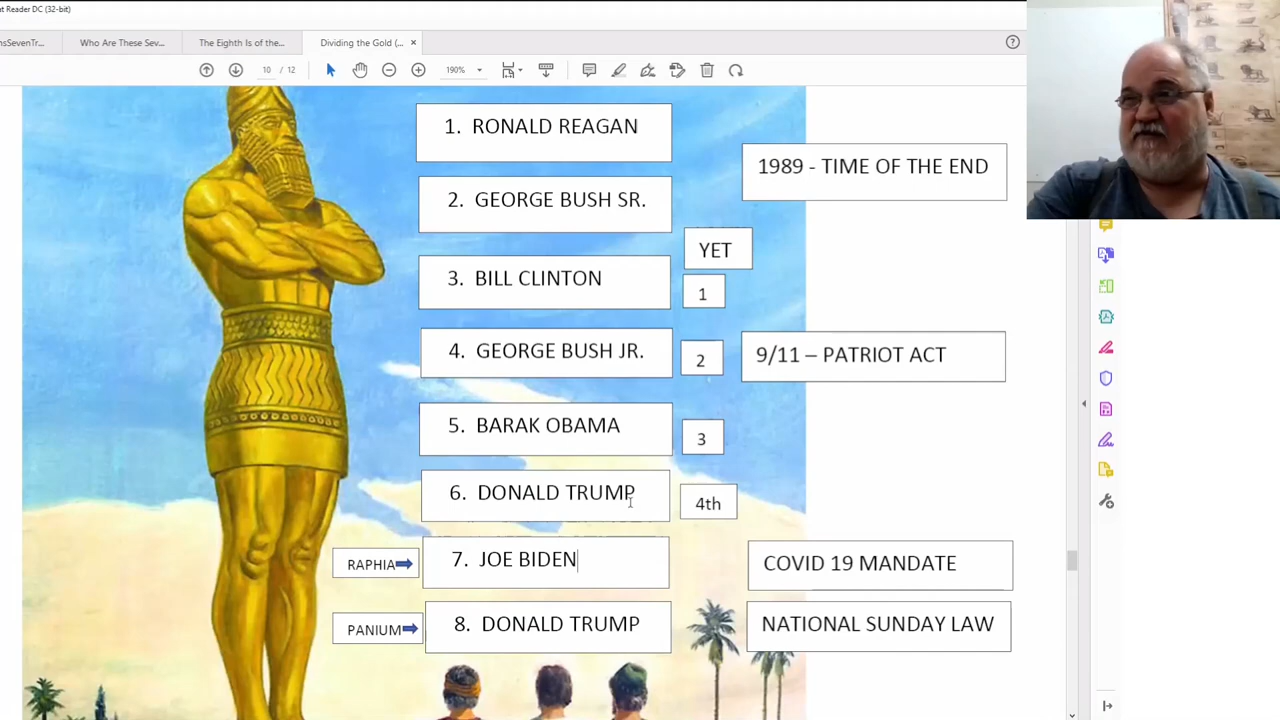 t Reader DC (32-bit)
nsSevenTr...
Who Are These Sev...
The Eighth Is of the...
Dividing the Gold (...
10 / 12
190%
1. RONALD REAGAN
1989 - TIME OF THE END
2. GEORGE BUSH SR.
YET
3. BILL CLINTON
1
4. GEORGE BUSH JR.
2
9/11 – PATRIOT ACT
5. BARAK OBAMA
3
6. DONALD TRUMP
4th
RAPHIA
7. JOE BIDEN
COVID 19 MANDATE
PANIUM
8. DONALD TRUMP
NATIONAL SUNDAY LAW